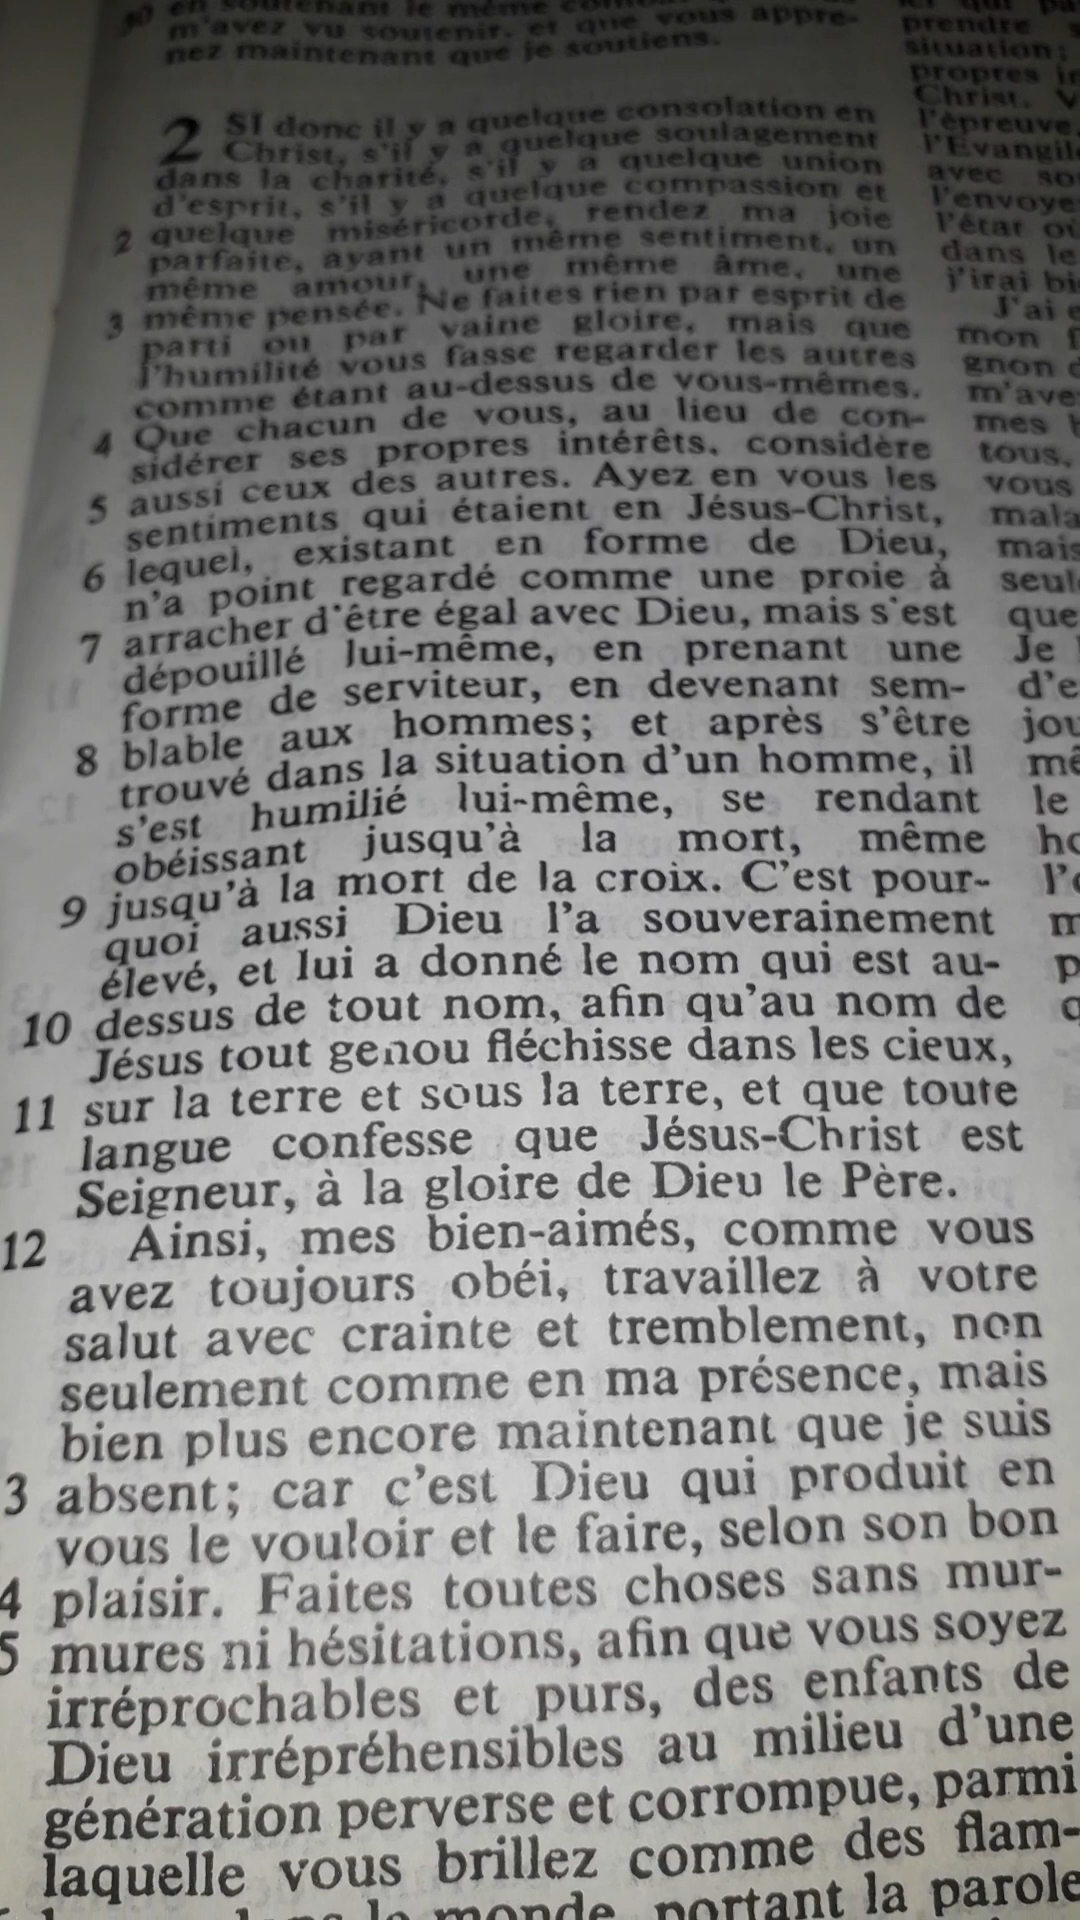 30 en soutenant le même
m'avez vu soutenir, et que vous appre-
nez maintenant que je soutiens.
2 SI donc il y a quelque consolation en
Christ, s'il y a quelque soulagement
dans la charité, s'il y a quelque union
d'esprit, s'il y a quelque compassion et
2 quelque miséricorde, rendez ma joie
parfaite, ayant un même sentiment, un
même amour, une même âme, une
3 même pensée. Ne faites rien par esprit de
parti ou par vaine gloire, mais que
l'humilité vous fasse regarder les autres
comme étant au-dessus de vous-mêmes.
4 Que chacun de vous, au lieu de con-
sidérer ses propres intérêts, considère
5 aussi ceux des autres. Ayez en vous les
sentiments qui étaient en Jésus-Christ,
6 lequel, existant en forme de Dieu,
n'a point regardé comme une proie à
7 arracher d'être égal avec Dieu, mais s'est
dépouillé lui-même, en prenant une
forme de serviteur, en devenant sem-
8 blable aux hommes; et après s'être
trouvé dans la situation d'un homme, il
s'est humilié lui-même, se rendant
obéissant jusqu'à la mort, même
9 jusqu'à la mort de la croix. C'est pour-
quoi aussi Dieu l'a souverainement
élevé, et lui a donné le nom qui est au-
10 dessus de tout nom, afin qu'au nom de
Jésus tout genou fléchisse dans les cieux,
11 sur la terre et sous la terre, et que toute
langue confesse que Jésus-Christ est
Seigneur, à la gloire de Dieu le Père.
12 Ainsi, mes bien-aimés, comme vous
avez toujours obéi, travaillez à votre
salut avec crainte et tremblement, non
seulement comme en ma présence, mais
bien plus encore maintenant que je suis
3 absent; car c'est Dieu qui produit en
vous le vouloir et le faire, selon son bon
4 plaisir. Faites toutes choses sans mur-
5 mures ni hésitations, afin que vous soyez
irréprochables et purs, des enfants de
Dieu irrépréhensibles au milieu d'une
génération perverse et corrompue, parmi
laquelle vous brillez comme des flam-
le monde, portant la parole
prendre
situation;
propres
Christ.
l'épreuve,
l'Evangile
avec
l'envoye
l'état où
dans le
j'irai bi
J'ai e
mon f
gnon d
m'ave
mes
tous,
vous
mala
mais
seul
que
Je
d'e
jou
mê
le
ho
l'
m
p